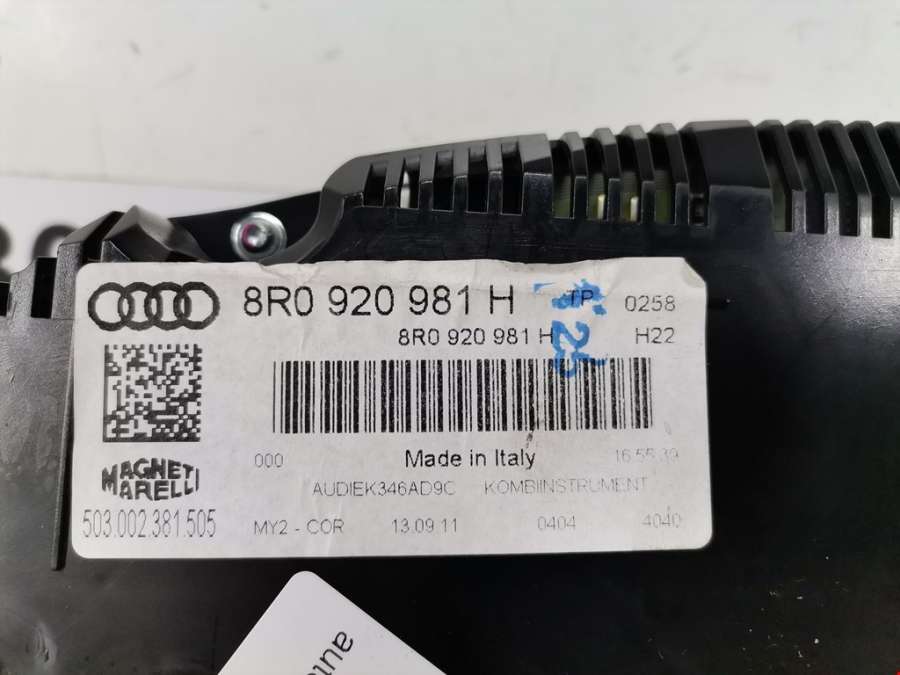 8R0 920 981 H TP 0258
8R0 920 981 H H22
000 Made in Italy 16.55.39
AUDIEK346AD9C KOMBIINSTRUMENT
MAGNETI
MARELLI
503.002.381.505
MY2 - COR 13.09.11 0404 4040